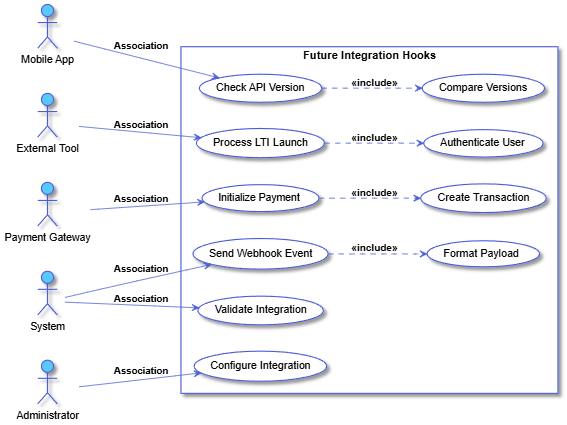 Mobile App
Association
Future Integration Hooks
Check API Version
«include»
Compare Versions
External Tool
Association
Process LTI Launch
«include»
Authenticate User
Payment Gateway
Association
Initialize Payment
«include»
Create Transaction
Send Webhook Event
«include»
Format Payload
System
Association
Association
Validate Integration
Administrator
Association
Configure Integration